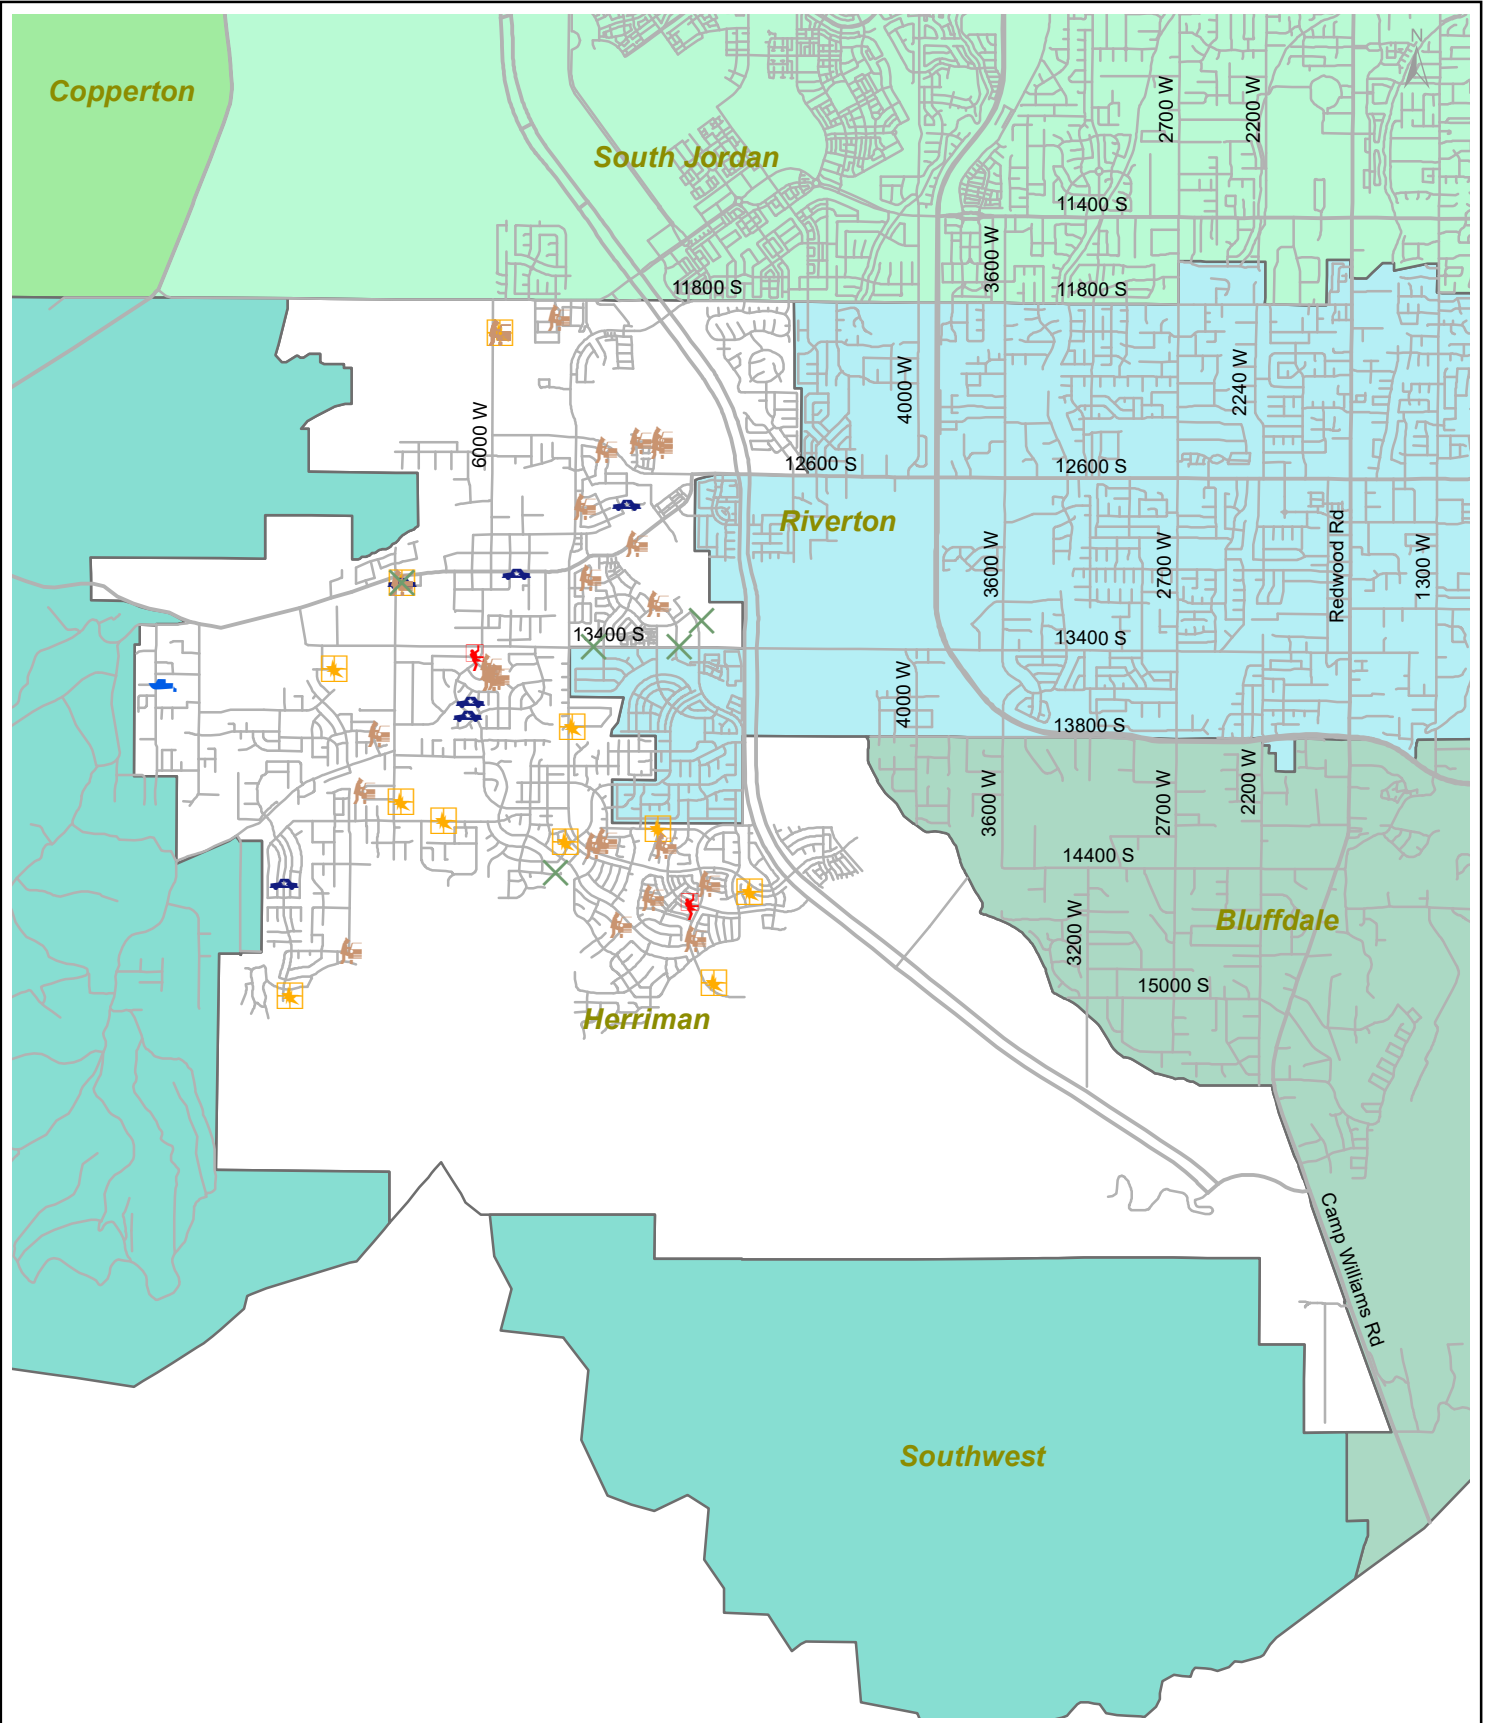 N
Copperton
2700 W
2200 W
South Jordan
11400 S
3600 W
11800 S
11800 S
4000 W
2240 W
6000 W
12600 S
12600 S
Riverton
Redwood Rd
3600 W
2700 W
1300 W
13400 S
13400 S
4000 W
13800 S
3600 W
2700 W
2200 W
14400 S
Bluffdale
3200 W
15000 S
Herriman
Camp Williams Rd
Southwest